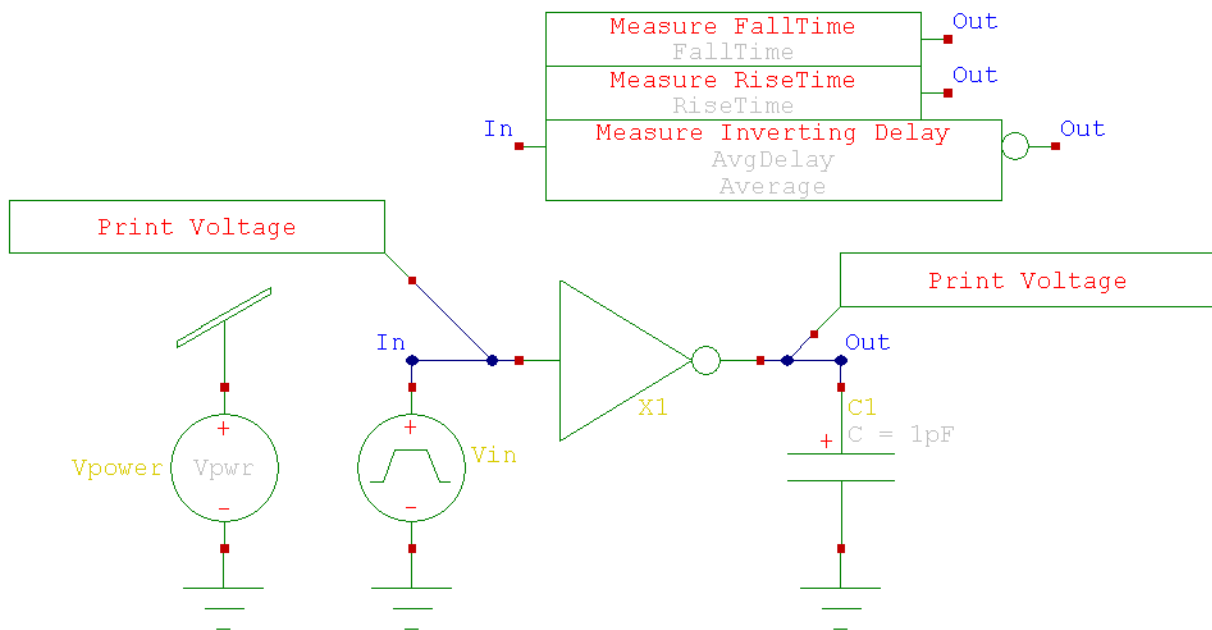 Out
Measure FallTime
FallTime
Out
Measure RiseTime
RiseTime
In
Measure Inverting Delay
Out
AvgDelay
Average
Print Voltage
Print Voltage
In
Out
X1
C1
C = 1pF
+
+
+
Vin
Vpower
Vpwr
-
-